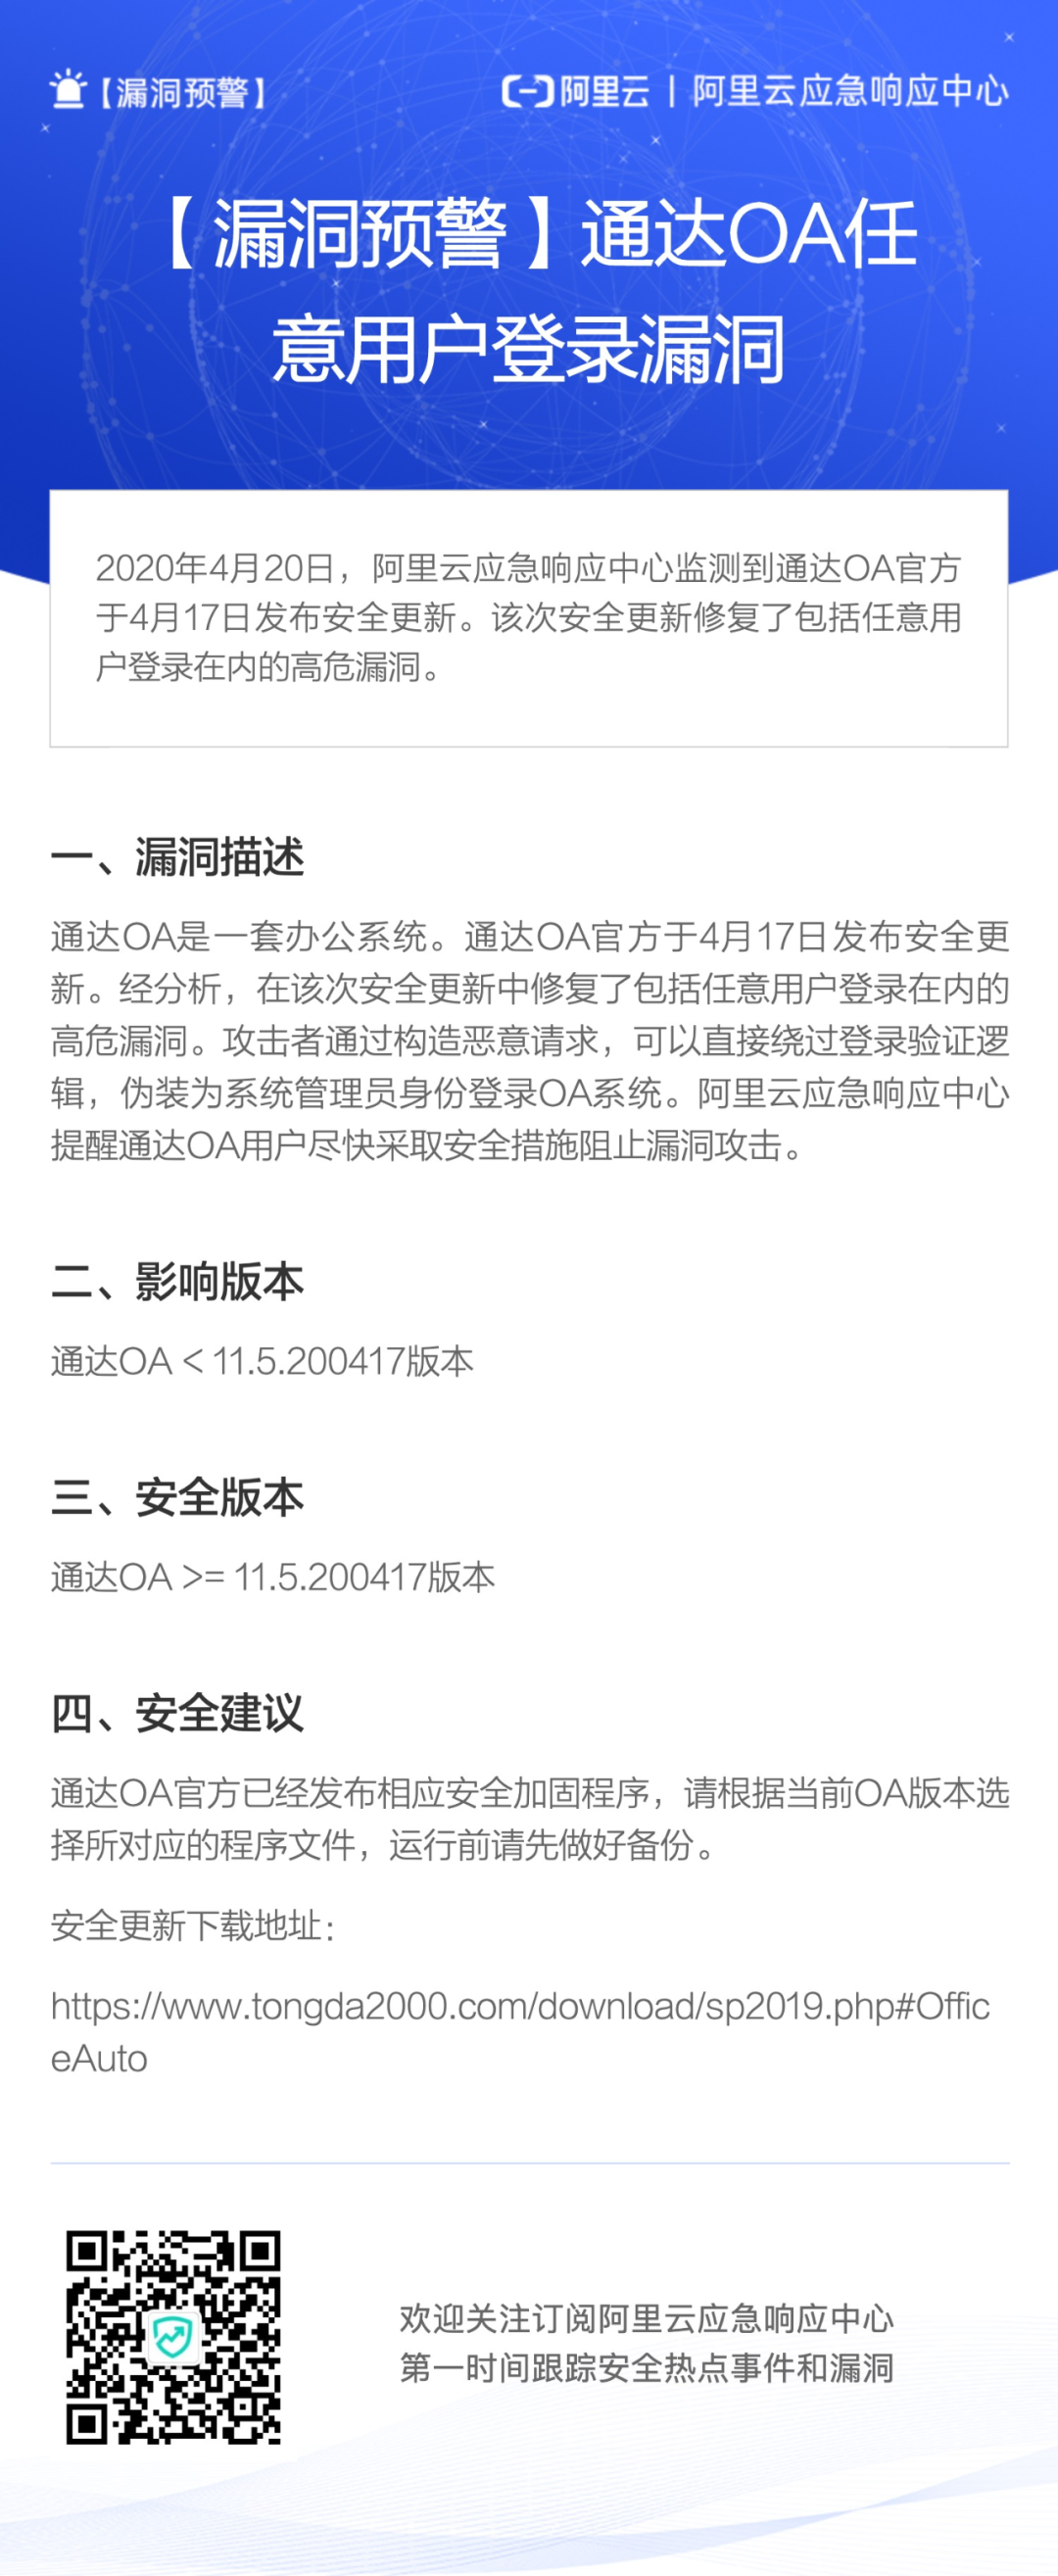 【漏洞预警】
阿里云 | 阿里云应急响应中心
【漏洞预警】通达OA任
意用户登录漏洞
2020年4月20日，阿里云应急响应中心监测到通达OA官方
于4月17日发布安全更新。该次安全更新修复了包括任意用
户登录在内的高危漏洞。
一、漏洞描述
通达OA是一套办公系统。通达OA官方于4月17日发布安全更
新。经分析，在该次安全更新中修复了包括任意用户登录在内的
高危漏洞。攻击者通过构造恶意请求，可以直接绕过登录验证逻
辑，伪装为系统管理员身份登录OA系统。阿里云应急响应中心
提醒通达OA用户尽快采取安全措施阻止漏洞攻击。
二、影响版本
通达OA < 11.5.200417版本
三、安全版本
通达OA >= 11.5.200417版本
四、安全建议
通达OA官方已经发布相应安全加固程序，请根据当前OA版本选
择所对应的程序文件，运行前请先做好备份。
安全更新下载地址：
https://www.tongda2000.com/download/sp2019.php#Offic
eAuto
欢迎关注订阅阿里云应急响应中心
第一时间跟踪安全热点事件和漏洞